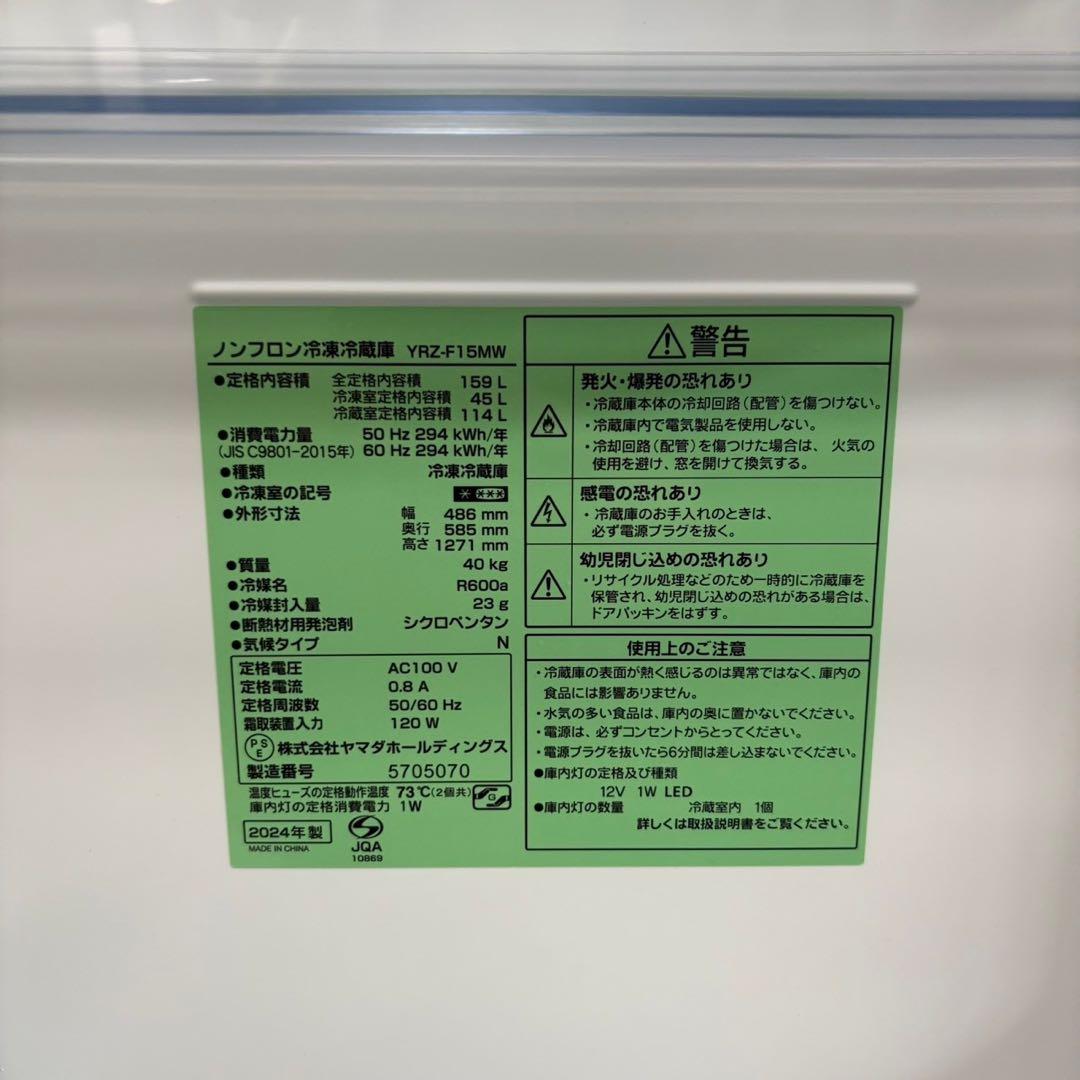 ノンフロン冷凍冷蔵庫 YRZ-F15MW
●定格内容積 全定格内容積 159 L
冷凍室定格内容積 45 L
冷蔵室定格内容積 114 L
●消費電力量 50 Hz 294 kWh/年
(JIS C9801-2015年) 60 Hz 294 kWh/年
●種類 冷凍冷蔵庫
●冷凍室の記号
●外形寸法 幅 486 mm
奥行 585 mm
高さ 1271 mm
●質量 40 kg
●冷媒名 R600a
●冷媒封入量 23 g
●断熱材用発泡剤 シクロペンタン
●気候タイプ N
定格電圧 AC100 V
定格電流 0.8 A
定格周波数 50/60 Hz
霜取装置入力 120 W
PSE 株式会社ヤマダホールディングス
製造番号 5705070
温度ヒューズの定格動作温度 73℃(2個共)
庫内灯の定格消費電力 1W
G
2024年 製
MADE IN CHINA
JQA
10869
警告
発火・爆発の恐れあり
・冷蔵庫本体の冷却回路(配管)を傷つけない。
・冷蔵庫内で電気製品を使用しない。
・冷却回路(配管)を傷つけた場合は、火気の
使用を避け、窓を開けて換気する。
感電の恐れあり
・冷蔵庫のお手入れのときは、
必ず電源プラグを抜く。
幼児閉じ込めの恐れあり
・リサイクル処理などのため一時的に冷蔵庫を
保管され、幼児閉じ込めの恐れがある場合は、
ドアパッキンをはずす。
使用上のご注意
・冷蔵庫の表面が熱く感じるのは異常ではなく、庫内の
食品には影響ありません。
・水気の多い食品は、庫内の奥に置かないでください。
・電源は、必ずコンセントからとってください。
・電源プラグを抜いたら6分間は差し込まないでください。
●庫内灯の定格及び種類
12V 1W LED
●庫内灯の数量 冷蔵室内 1個
詳しくは取扱説明書をご覧ください。